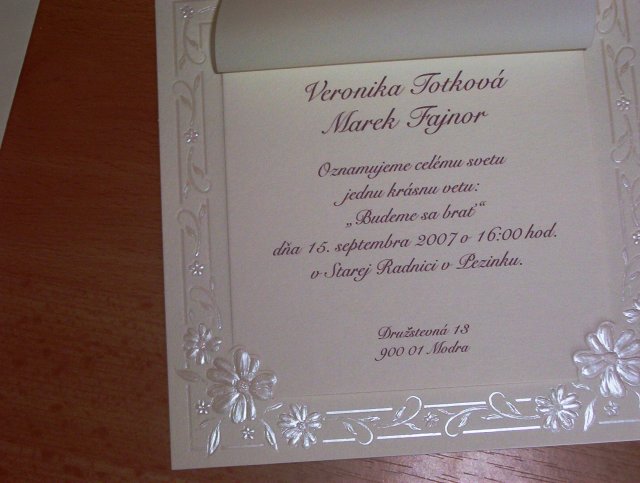 Veronika Totková
Marek Fajnor
Oznamujeme celému svetu
jednu krásnu vetu:
„Budeme sa brať“
dňa 15. septembra 2007 o 16:00 hod.
v Starej Radnici v Pezinku.
Družstevná 13
900 01 Modra